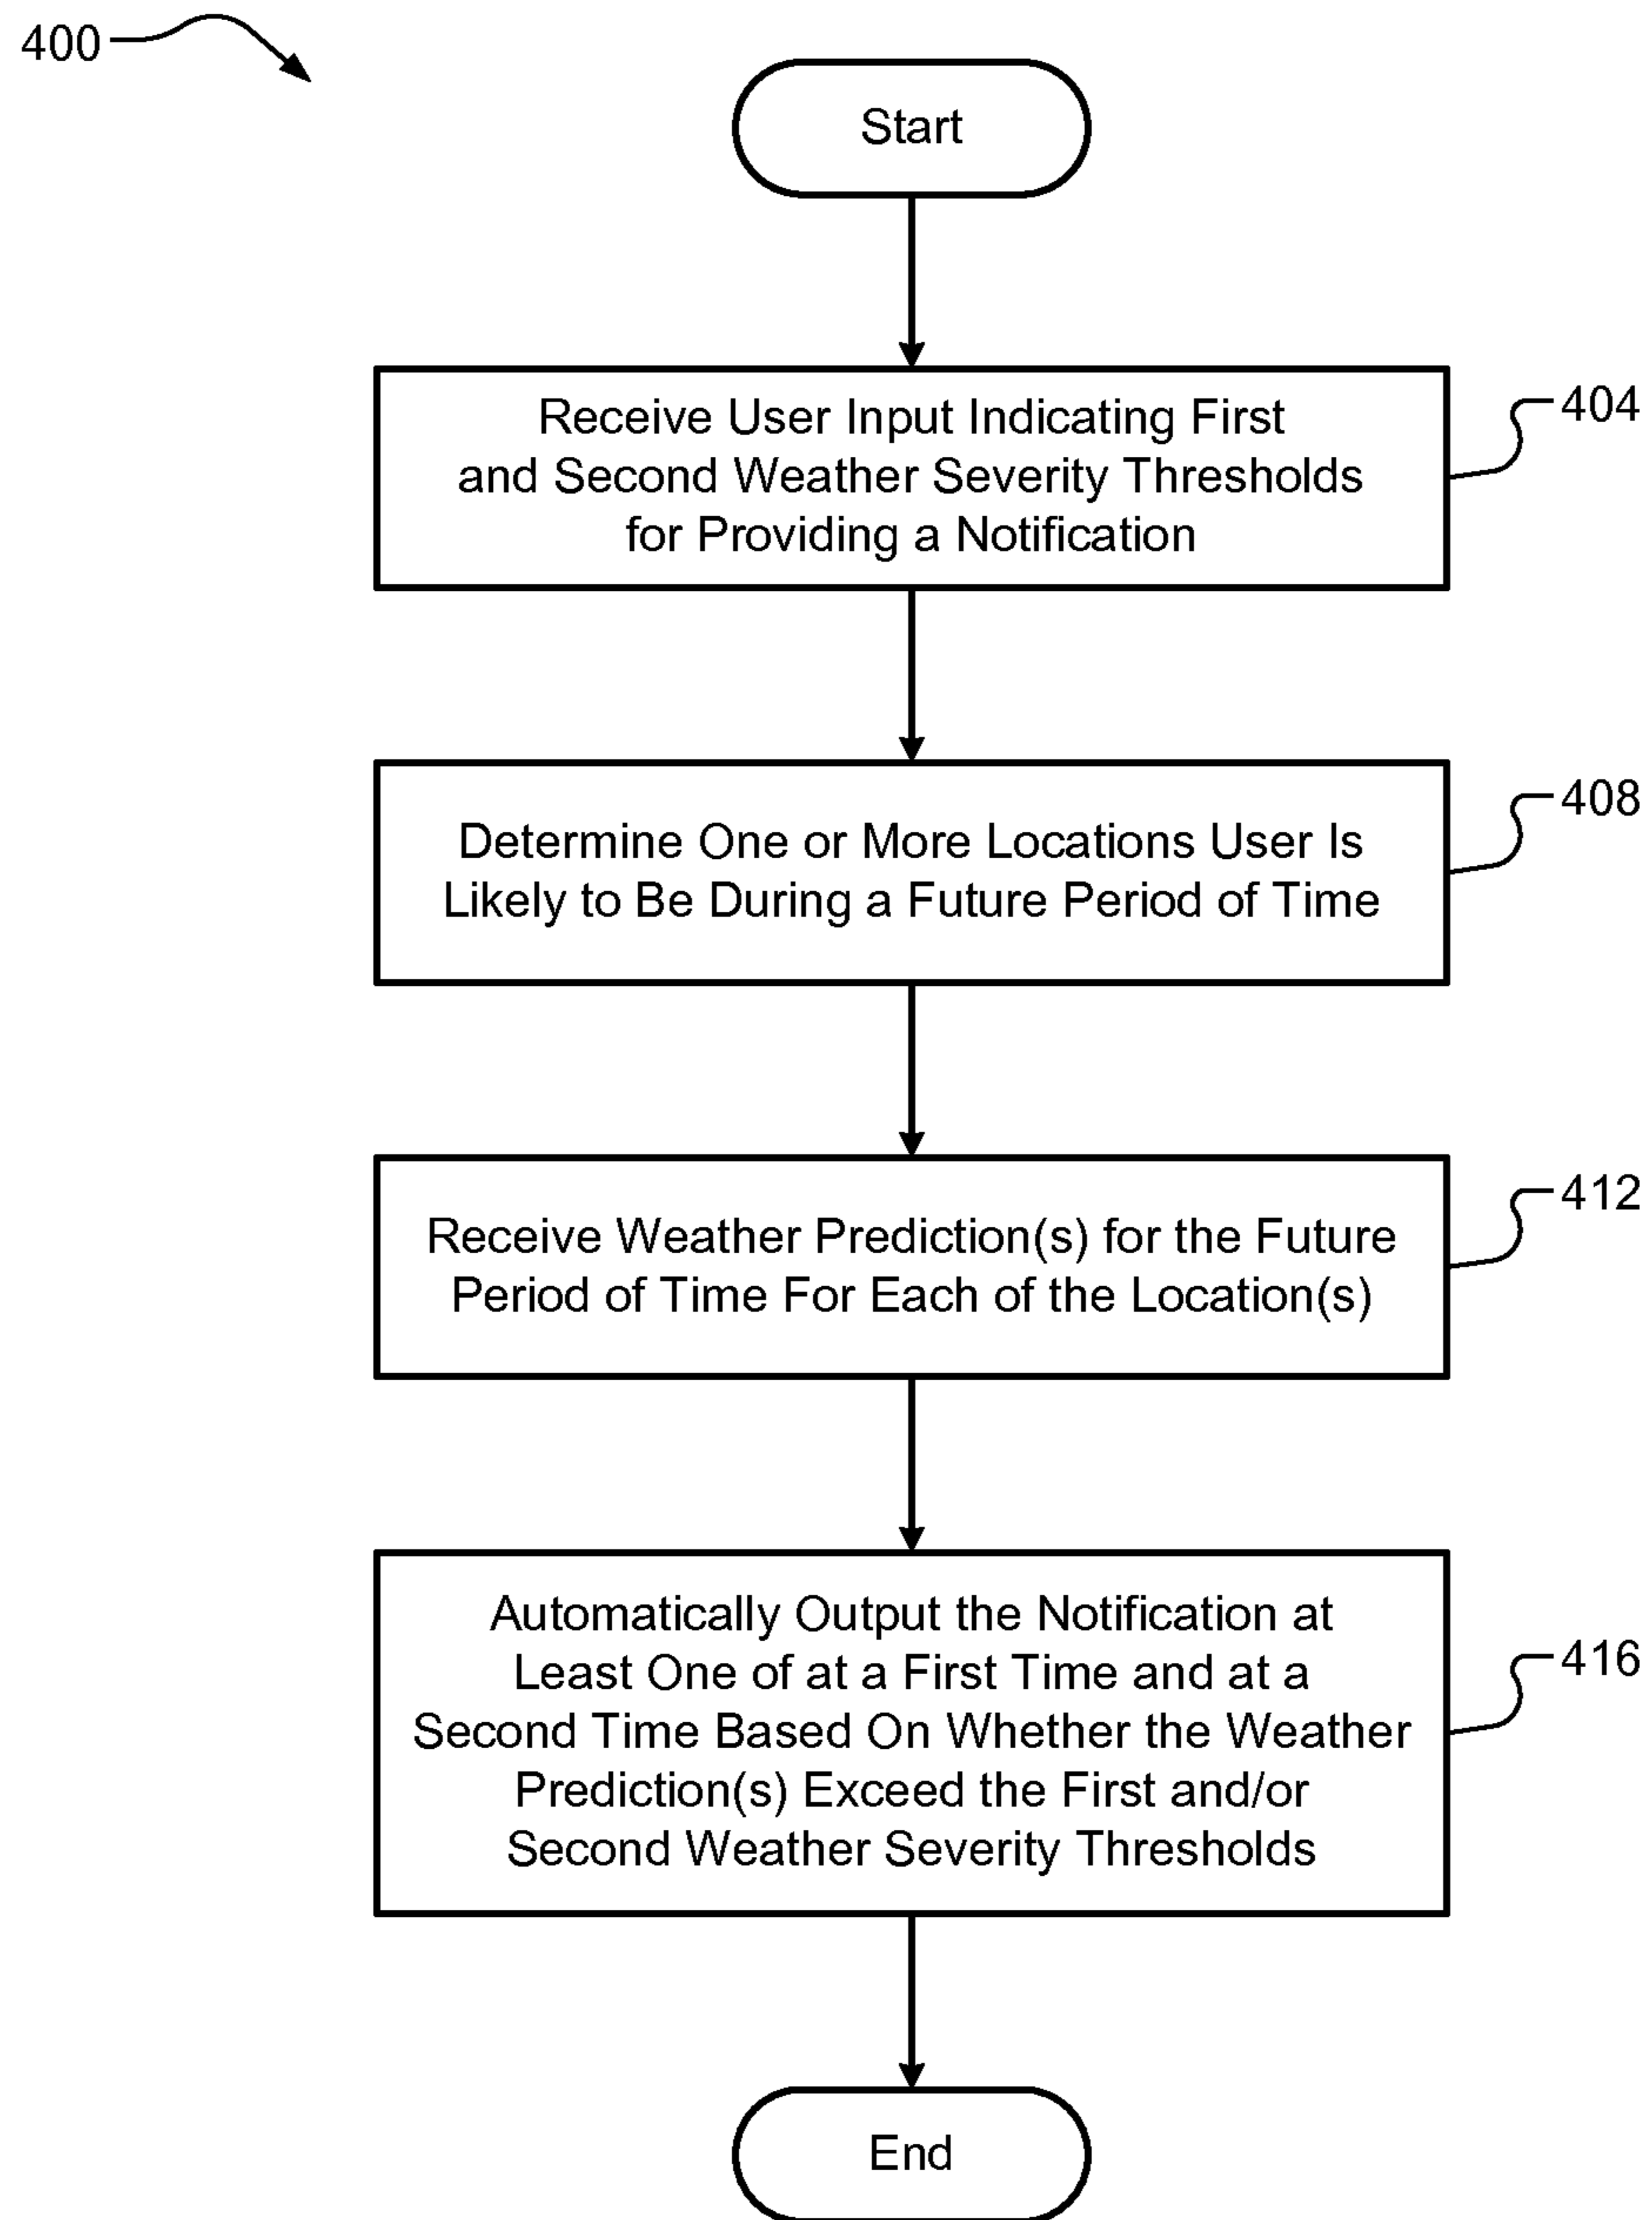 400
Start
Receive User Input Indicating First
and Second Weather Severity Thresholds
for Providing a Notification
404
Determine One or More Locations User Is
Likely to Be During a Future Period of Time
408
Receive Weather Prediction(s) for the Future
Period of Time For Each of the Location(s)
412
Automatically Output the Notification at
Least One of at a First Time and at a
Second Time Based On Whether the Weather
Prediction(s) Exceed the First and/or
Second Weather Severity Thresholds
416
End